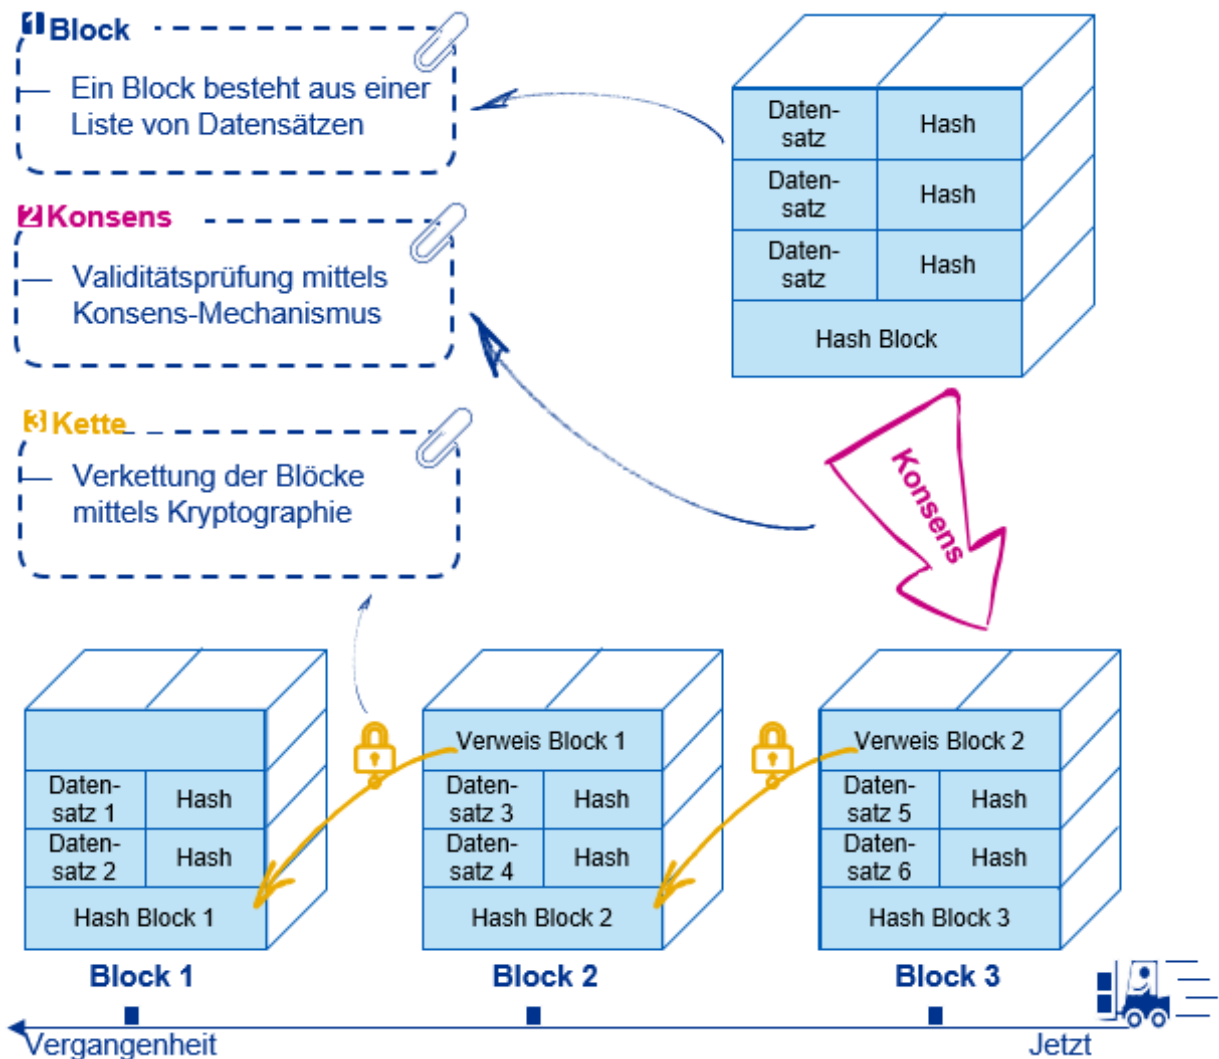 1 Block
— Ein Block besteht aus einer
Liste von Datensätzen
2 Konsens
— Validitätsprüfung mittels
Konsens-Mechanismus
3 Kette
— Verkettung der Blöcke
mittels Kryptographie
Daten-
satz
Hash
Daten-
satz
Hash
Daten-
satz
Hash
Hash Block
Konsens
Daten-
satz 1
Hash
Daten-
satz 2
Hash
Hash Block 1
Block 1
Verweis Block 1
Daten-
satz 3
Hash
Daten-
satz 4
Hash
Hash Block 2
Block 2
Verweis Block 2
Daten-
satz 5
Hash
Daten-
satz 6
Hash
Hash Block 3
Block 3
Vergangenheit
Jetzt